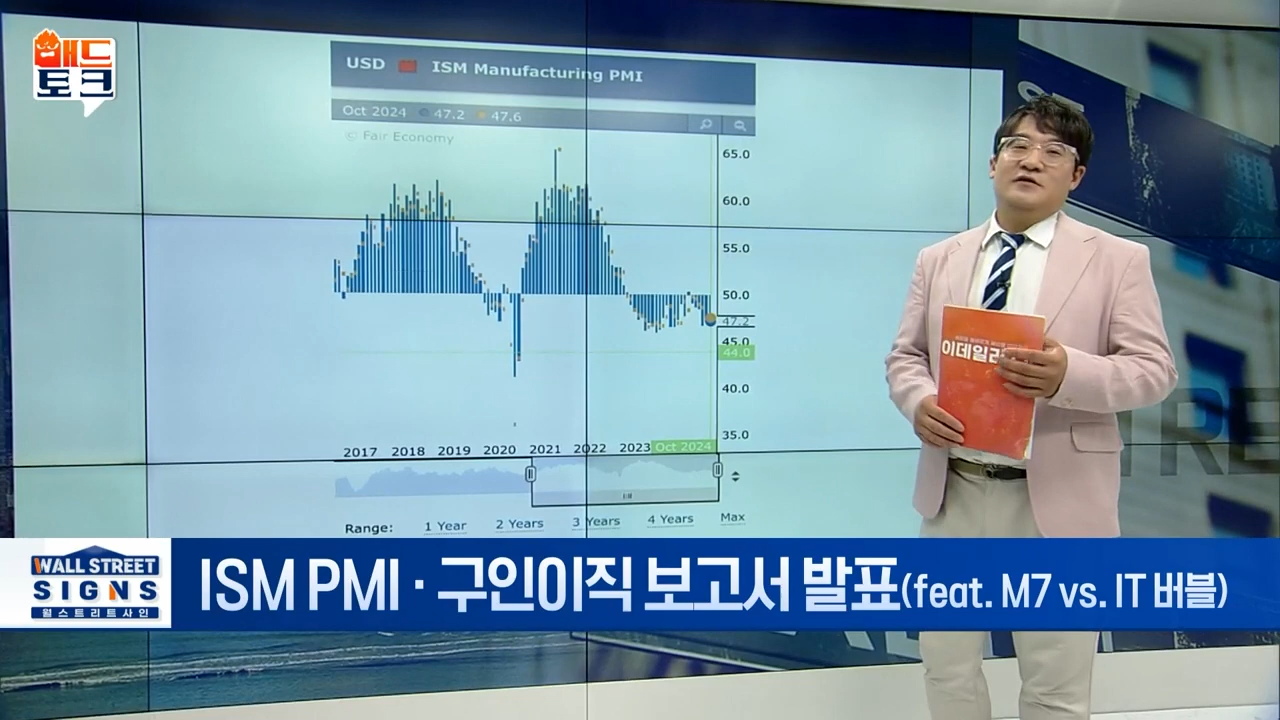 매드
토크
USD ISM Manufacturing PMI
Oct 2024 47.2 47.6
© Fair Economy
65.0
60.0
55.0
50.0
47.2
45.0
44.0
40.0
35.0
2017 2018 2019 2020 2021 2022 2023 Oct 2024
Range: 1 Year 2 Years 3 Years 4 Years Max
이데일리
WALL STREET
SIGNS
월스트리트사인
ISM PMI · 구인이직 보고서 발표(feat. M7 vs. IT 버블)